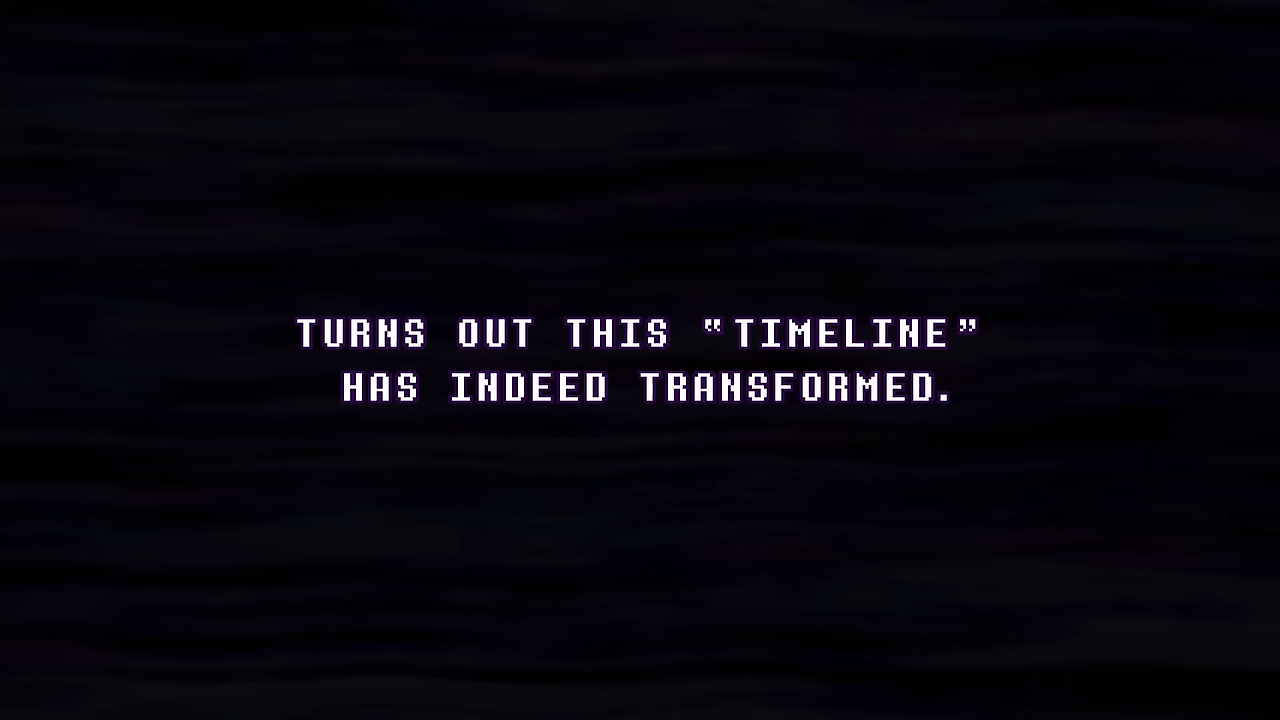 TURNS OUT THIS “TIMELINE”
HAS INDEED TRANSFORMED.